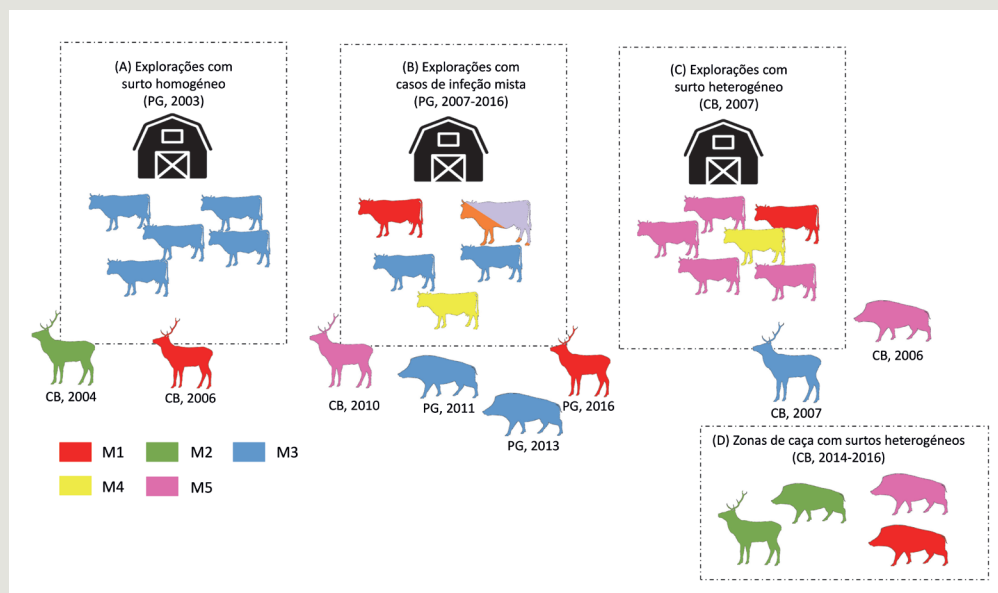 (A) Explorações com
surto homogéneo
(PG, 2003)
(B) Explorações com
casos de infeção mista
(PG, 2007-2016)
(C) Explorações com
surto heterogéneo
(CB, 2007)
CB, 2004
CB, 2006
CB, 2010
PG, 2011
PG, 2013
PG, 2016
CB, 2007
CB, 2006
M1
M2
M3
M4
M5
(D) Zonas de caça com surtos heterogéneos
(CB, 2014-2016)